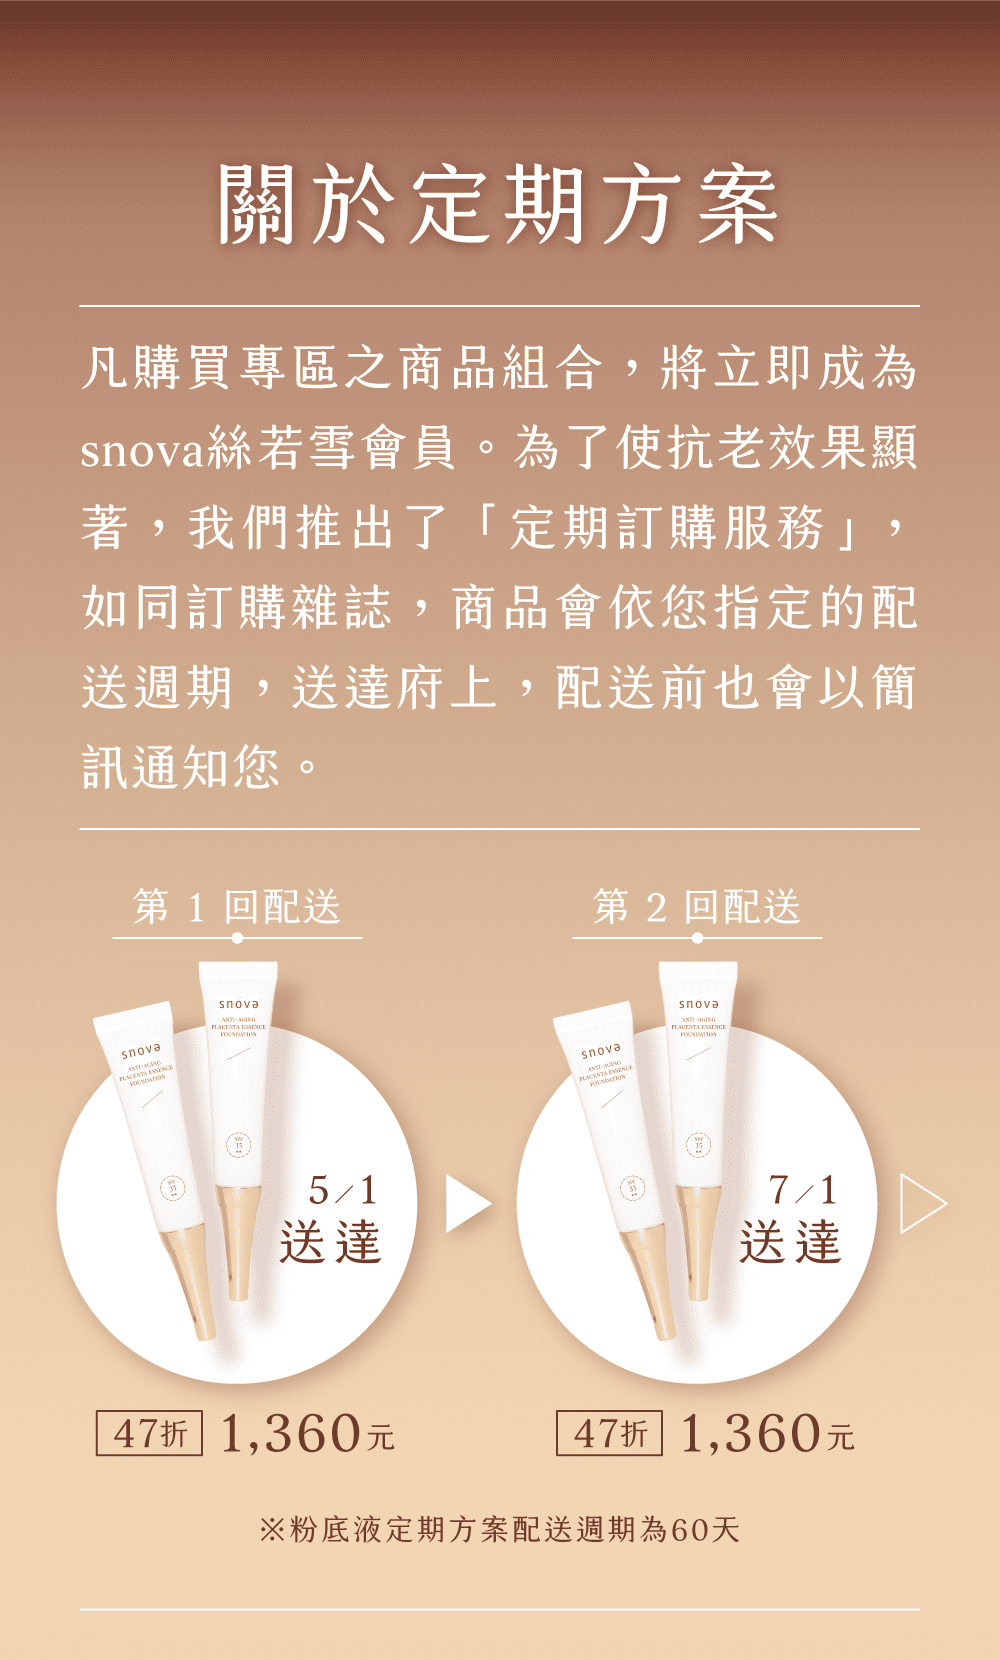 關於定期方案
凡購買專區之商品組合，將立即成為
snova絲若雪會員。為了使抗老效果顯
著，我們推出了「定期訂購服務」，
如同訂購雜誌，商品會依您指定的配
送週期，送達府上，配送前也會以簡
訊通知您。
第 1 回配送
snova
ANTI-AGING
PLACENTA ESSENCE
FOUNDATION
SPF
35
++
snova
ANTI-AGING
PLACENTA ESSENCE
FOUNDATION
SPF
35
++
5/1
送達
47折 1,360元
第 2 回配送
snova
ANTI-AGING
PLACENTA ESSENCE
FOUNDATION
SPF
35
++
snova
ANTI-AGING
PLACENTA ESSENCE
FOUNDATION
SPF
35
++
7/1
送達
47折 1,360元
※粉底液定期方案配送週期為60天